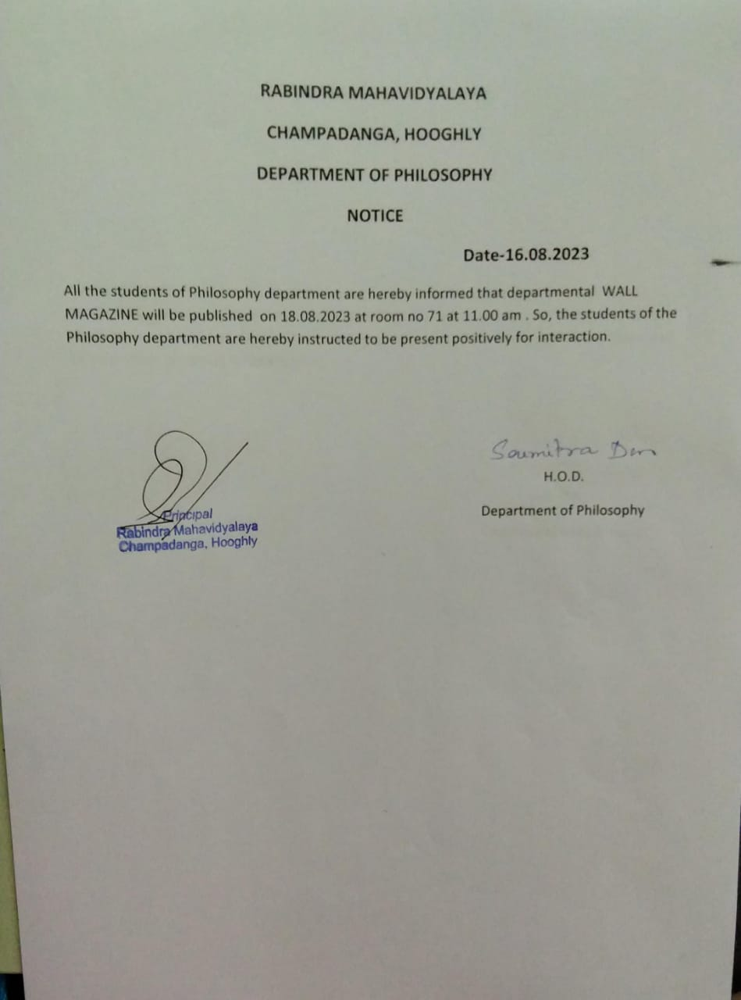 RABINDRA MAHAVIDYALAYA
CHAMPADANGA, HOOGHLY
DEPARTMENT OF PHILOSOPHY
NOTICE
Date-16.08.2023
All the students of Philosophy department are hereby informed that departmental WALL
MAGAZINE will be published on 18.08.2023 at room no 71 at 11.00 am . So, the students of the
Philosophy department are hereby instructed to be present positively for interaction.
Principal
Rabindra Mahavidyalaya
Champadanga, Hooghly
Soumitra
H.O.D.
Department of Philosophy